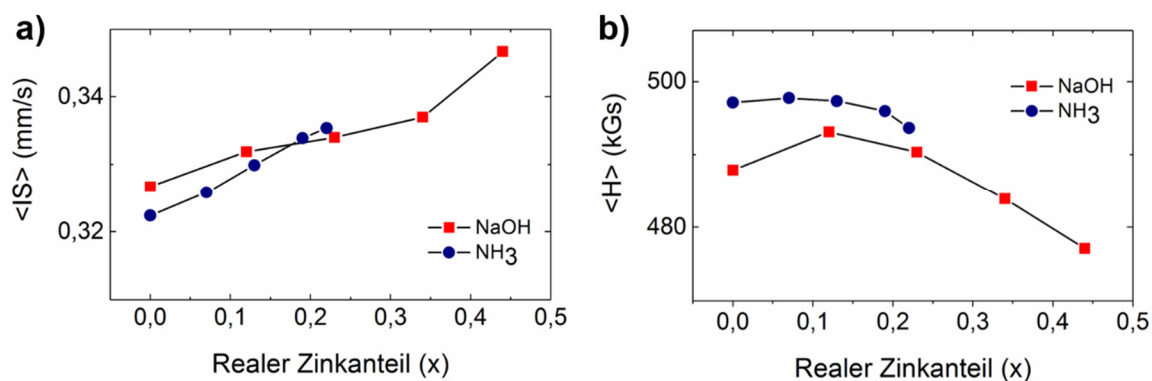 a)
<IS> (mm/s)
0,34
0,32
NaOH
NH3
0,0 0,1 0,2 0,3 0,4 0,5
Realer Zinkanteil (x)
b)
<H> (kGs)
500
480
NaOH
NH3
0,0 0,1 0,2 0,3 0,4 0,5
Realer Zinkanteil (x)